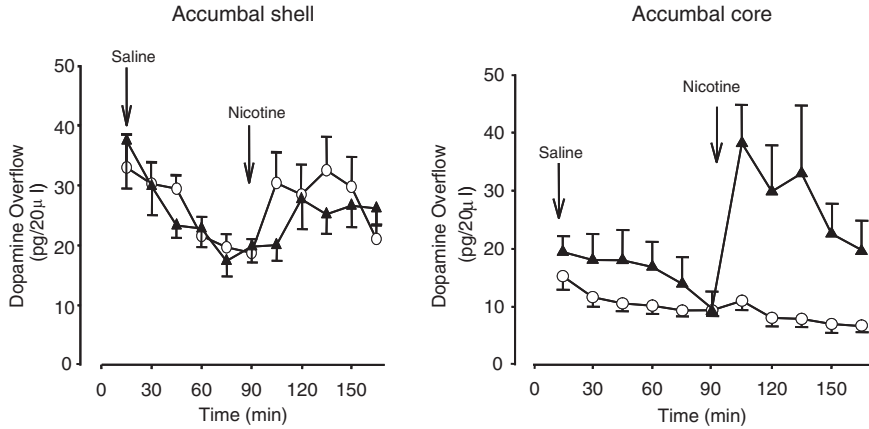 Accumbal shell
Saline
Nicotine
50
40
30
20
10
0
Dopamine Overflow
(pg/20μ l)
0 30 60 90 120 150
Time (min)
Accumbal core
Nicotine
Saline
50
40
30
20
10
0
Dopamine Overflow
(pg/20μ l)
0 30 60 90 120 150
Time (min)